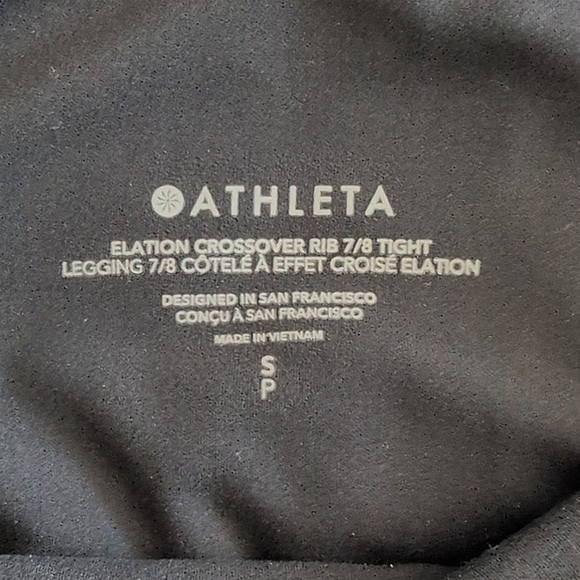 ATHLETA
ELATION CROSSOVER RIB 7/8 TIGHT
LEGGING 7/8 CÔTELÉ À EFFET CROISÉ ELATION
DESIGNED IN SAN FRANCISCO
CONÇU À SAN FRANCISCO
MADE IN VIETNAM
S
P